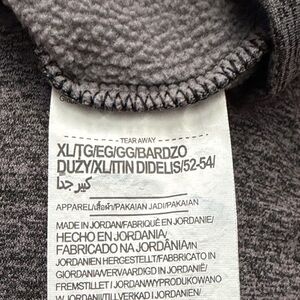 TEAR AWAY
XL/TG/EG/GG/BARDZO
DUŻY/XL/ITIN DIDELIS/52-54/
كبير جداً
APPAREL/เสื้อผ้า/PAKAIAN JADI/PAKAIAN
MADE IN JORDAN/FABRIQUÉ EN JORDANIE/
HECHO EN JORDANIA/
FABRICADO NA JORDÂNIA/IN
JORDANIEN HERGESTELLT/FABBRICATO IN
GIORDANIA/VERVAARDIGD IN JORDANIË/
FREMSTILLET I JORDAN/WYPRODUKOWANO
W JORDANII/TILLVERKAD I JORDANIEN/